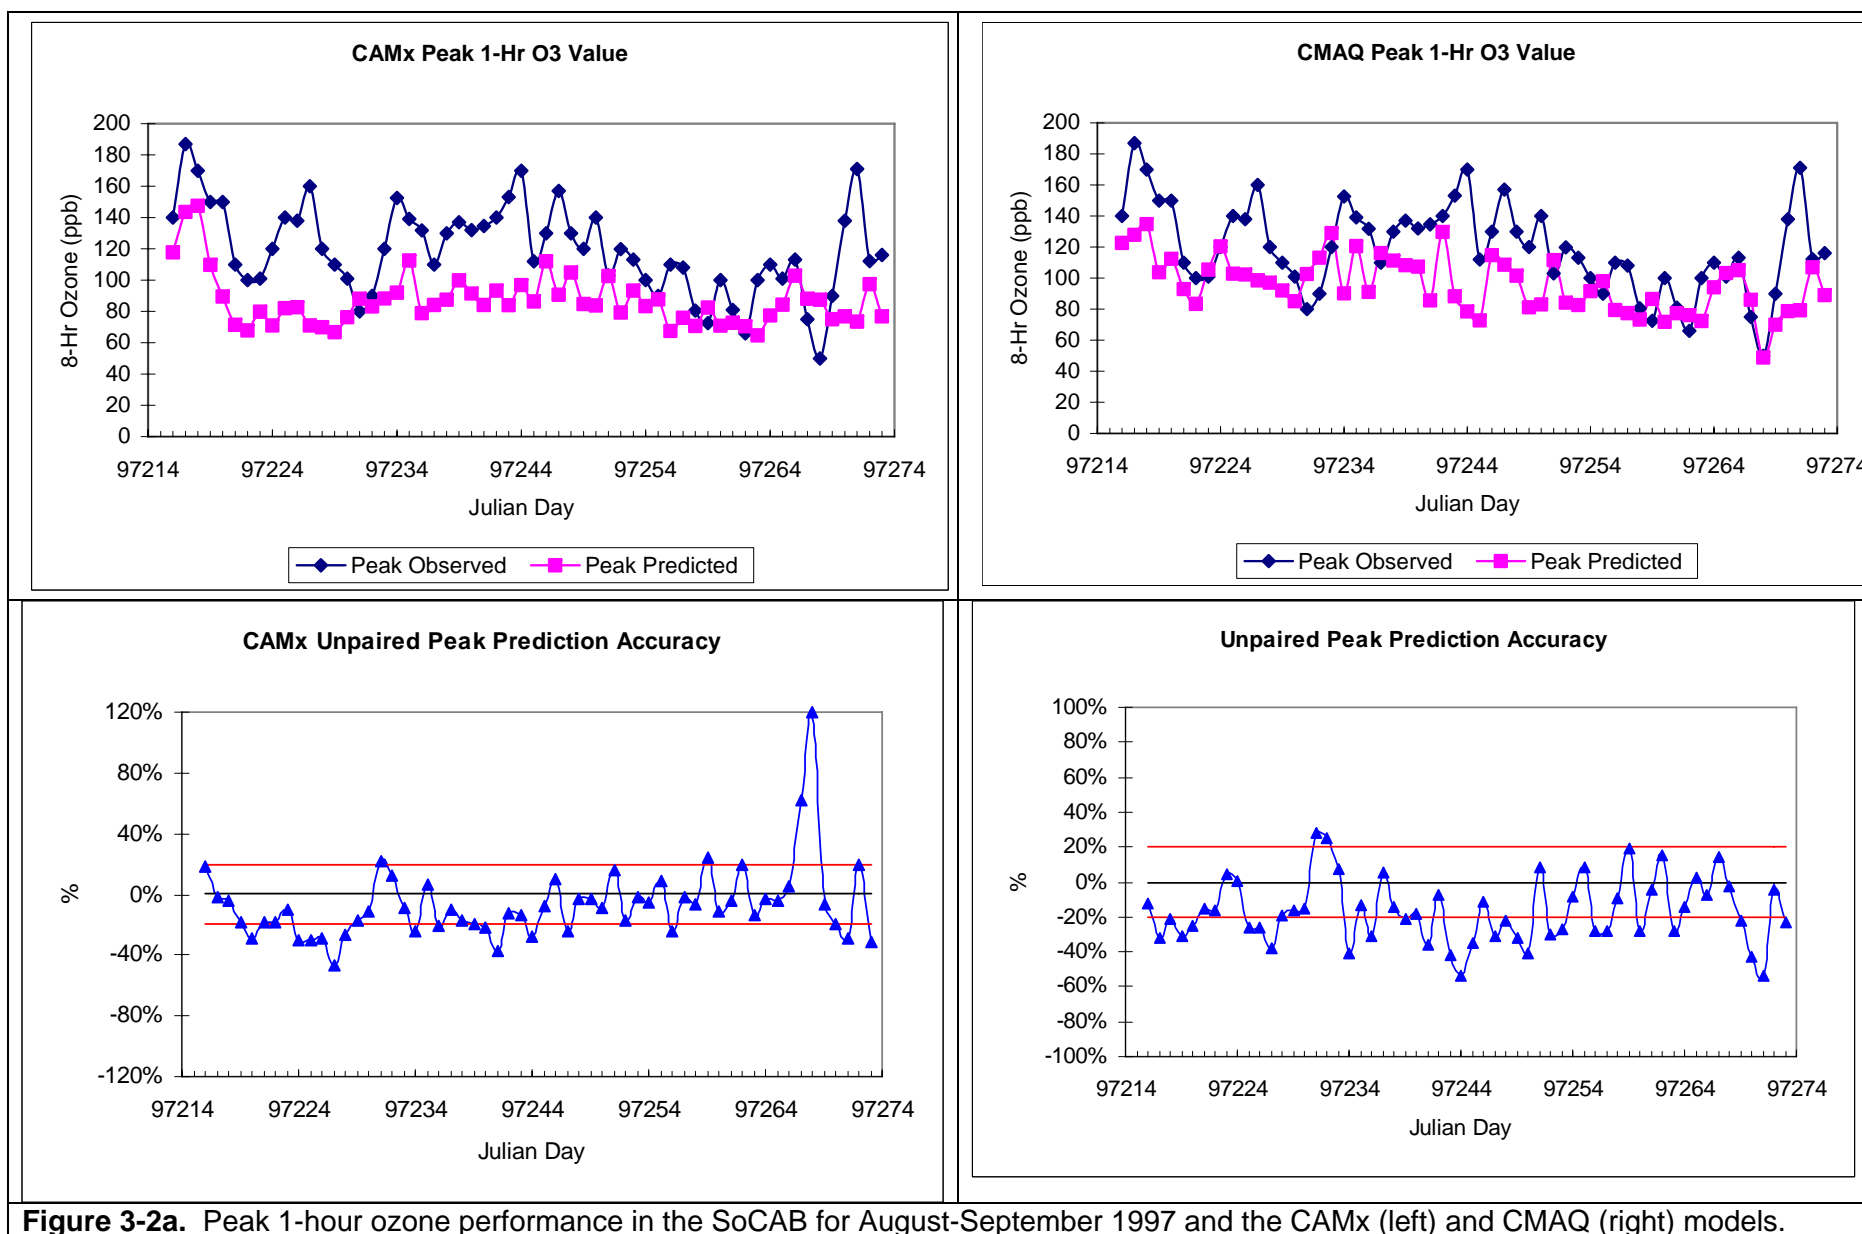 CAMx Peak 1-Hr O3 Value
200
180
160
140
120
100
80
60
40
20
0
8-Hr Ozone (ppb)
97214 97224 97234 97244 97254 97264 97274
Julian Day
Peak Observed Peak Predicted
CMAQ Peak 1-Hr O3 Value
200
180
160
140
120
100
80
60
40
20
0
8-Hr Ozone (ppb)
97214 97224 97234 97244 97254 97264 97274
Julian Day
Peak Observed Peak Predicted
CAMx Unpaired Peak Prediction Accuracy
120%
80%
40%
0%
-40%
-80%
-120%
%
97214 97224 97234 97244 97254 97264 97274
Julian Day
Unpaired Peak Prediction Accuracy
100%
80%
60%
40%
20%
0%
-20%
-40%
-60%
-80%
-100%
%
97214 97224 97234 97244 97254 97264 97274
Julian Day
Figure 3-2a. Peak 1-hour ozone performance in the SoCAB for August-September 1997 and the CAMx (left) and CMAQ (right) models.